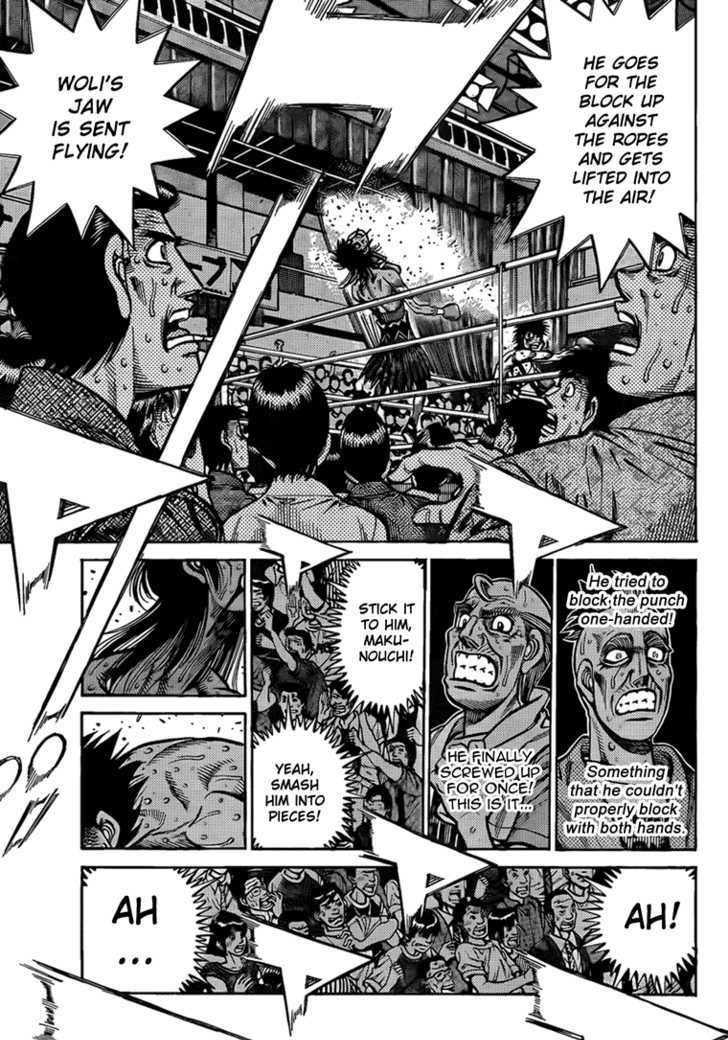 HE GOES
FOR THE
BLOCK UP
AGAINST
THE ROPES
AND GETS
LIFTED INTO
THE AIR!
WOLI'S
JAW
IS SENT
FLYING!
ープ
He tried to
block the punch
one-handed!
Something
that he couldn't
properly block
with both hands.
HE FINALLY
SCREWED UP
FOR ONCE!
THIS IS IT...
STICK IT
TO HIM,
MAKU-
NOUCHI!
YEAH,
SMASH
HIM INTO
PIECES!
AH!
AH
...